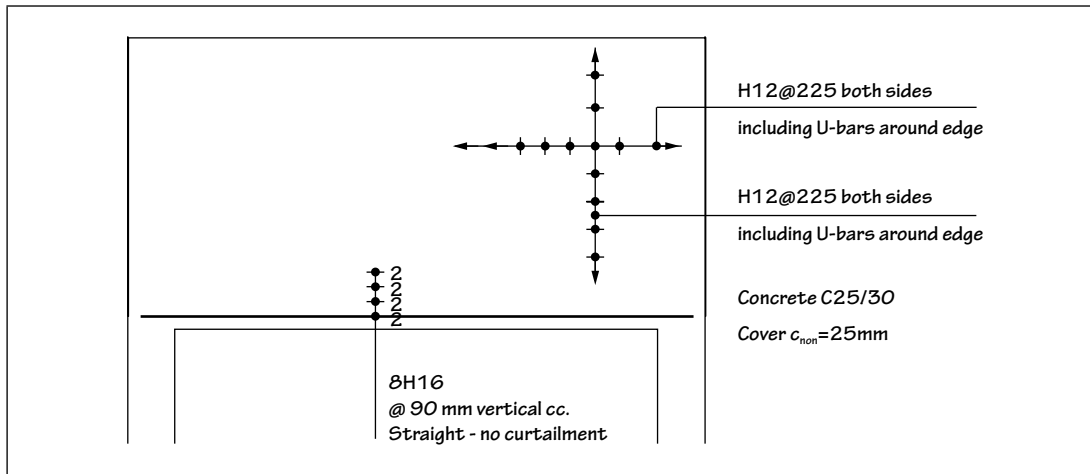 H12@225 both sides
including U-bars around edge
H12@225 both sides
including U-bars around edge
Concrete C25/30
Cover cnon=25mm
2
2
2
2
8H16
@ 90 mm vertical cc.
Straight - no curtailment